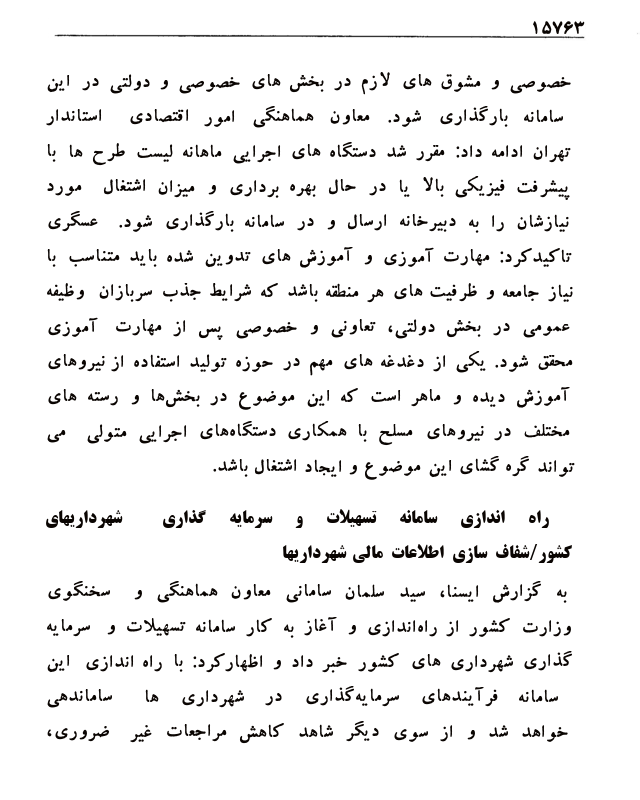 ۱۵۷۶۳
خصوصی و مشوق های لازم در بخش های خصوصی و دولتی در این
سامانه بارگذاری شود. معاون هماهنگی امور اقتصادی استاندار
تهران ادامه داد: مقرر شد دستگاه های اجرایی ماهانه لیست طرح ها با
پیشرفت فیزیکی بالا یا در حال بهره برداری و میزان اشتغال مورد
نیازشان را به دبیرخانه ارسال و در سامانه بارگذاری شود. عسگری
تاکیدکرد: مهارت آموزی و آموزش های تدوین شده باید متناسب با
نیاز جامعه و ظرفیت های هر منطقه باشد که شرایط جذب سربازان وظیفه
عمومی در بخش دولتی، تعاونی و خصوصی پس از مهارت آموزی
محقق شود. یکی از دغدغه های مهم در حوزه تولید استفاده از نیروهای
آموزش دیده و ماهر است که این موضوع در بخش‌ها و رسته های
مختلف در نیروهای مسلح با همکاری دستگاه‌های اجرایی متولی می
تواند گره گشای این موضوع و ایجاد اشتغال باشد.
راه اندازی سامانه تسهیلات و سرمایه گذاری شهرداریهای
کشور/شفاف سازی اطلاعات مالی شهرداریها
به گزارش ایسنا، سید سلمان سامانی معاون هماهنگی و سخنگوی
وزارت کشور از راه‌اندازی و آغاز به کار سامانه تسهیلات و سرمایه
گذاری شهرداری های کشور خبر داد و اظهارکرد: با راه اندازی این
سامانه فرآیندهای سرمایه‌گذاری در شهرداری ها ساماندهی
خواهد شد و از سوی دیگر شاهد کاهش مراجعات غیر ضروری،